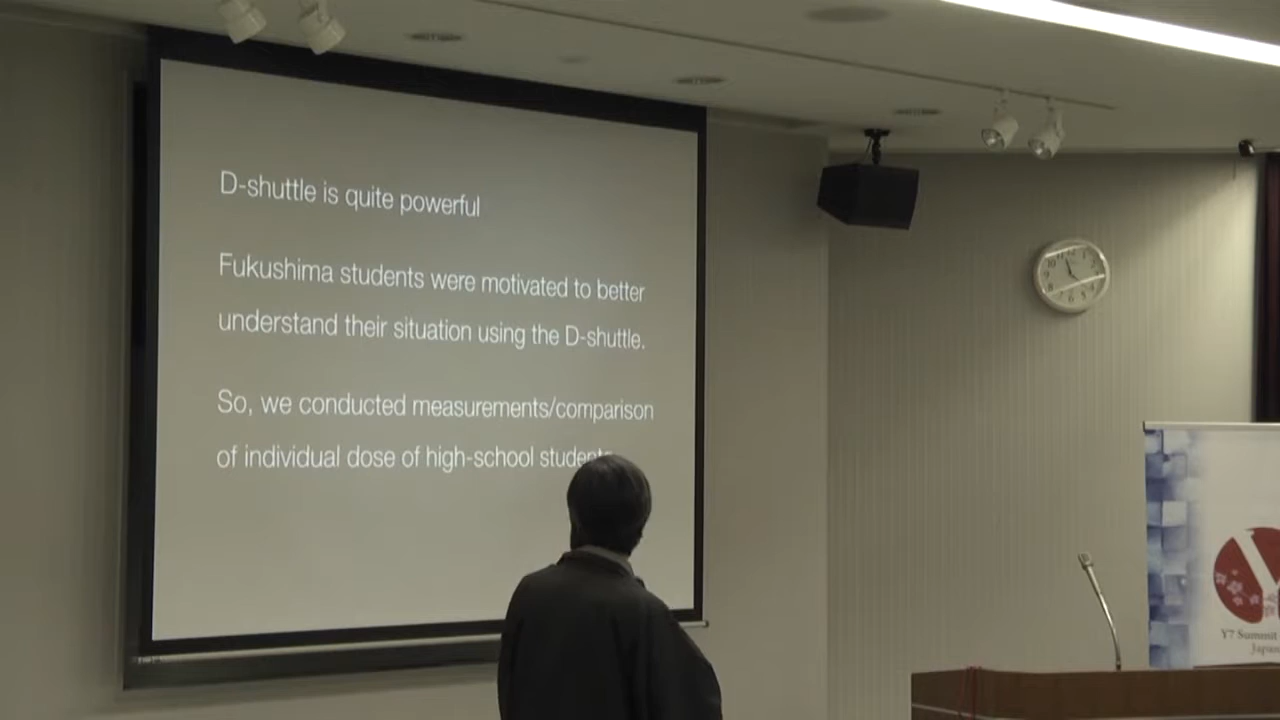 D-shuttle is quite powerful
Fukushima students were motivated to better
understand their situation using the D-shuttle.
So, we conducted measurements/comparison
of individual dose of high-school students
Y7 Summit
Japan